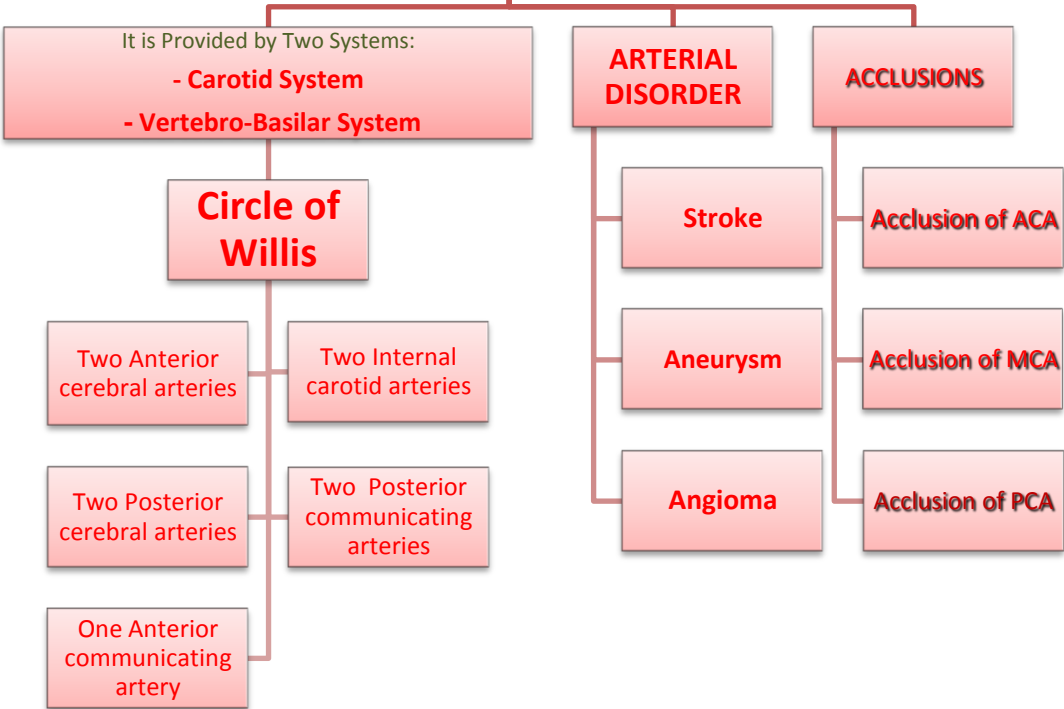 It is Provided by Two Systems:
- Carotid System
- Vertebro-Basilar System
Circle of
Willis
Two Anterior
cerebral arteries
Two Internal
carotid arteries
Two Posterior
cerebral arteries
Two Posterior
communicating
arteries
One Anterior
communicating
artery
ARTERIAL
DISORDER
Stroke
Aneurysm
Angioma
ACCLUSIONS
Acclusion of ACA
Acclusion of MCA
Acclusion of PCA